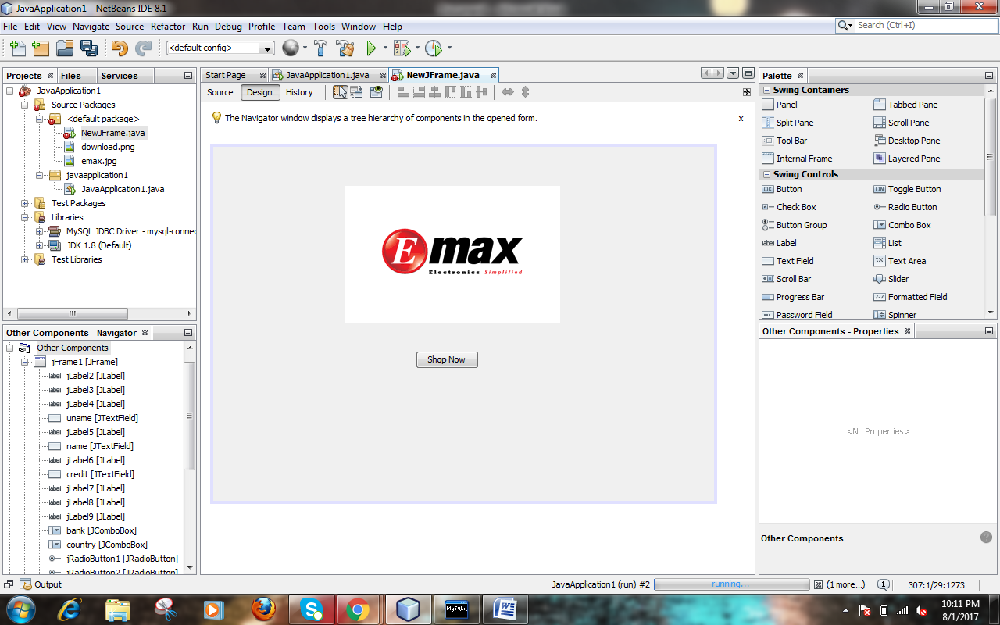 JavaApplication1 - NetBeans IDE 8.1
File Edit View Navigate Source Refactor Run Debug Profile Team Tools Window Help
Search (Ctrl+I)
<default config>
Projects Files Services
JavaApplication1
Source Packages
<default package>
NewJFrame.java
download.png
emax.jpg
javaapplication1
JavaApplication1.java
Test Packages
Libraries
MySQL JDBC Driver - mysql-connec
JDK 1.8 (Default)
Test Libraries
Other Components - Navigator
Other Components
jFrame1 [JFrame]
label jLabel2 [JLabel]
label jLabel3 [JLabel]
label jLabel4 [JLabel]
uname [JTextField]
label jLabel5 [JLabel]
name [JTextField]
label jLabel6 [JLabel]
credit [JTextField]
label jLabel7 [JLabel]
label jLabel8 [JLabel]
label jLabel9 [JLabel]
bank [JComboBox]
country [JComboBox]
jRadioButton1 [JRadioButton]
jRadioButton2 [JRadioButton]
Start Page JavaApplication1.java NewJFrame.java
Source Design History
The Navigator window displays a tree hierarchy of components in the opened form. x
Emax
Electronics Simplified
Shop Now
Palette
Swing Containers
Panel Tabbed Pane
Split Pane Scroll Pane
Tool Bar Desktop Pane
Internal Frame Layered Pane
Swing Controls
OK Button ON Toggle Button
Check Box Radio Button
Button Group Combo Box
label Label List
Text Field tx Text Area
Scroll Bar Slider
Progress Bar Formatted Field
Password Field Spinner
Other Components - Properties
<No Properties>
Other Components
?
Output
JavaApplication1 (run) #2 running... (1 more...) 1 307:1/29:1273
MySQL
10:11 PM
8/1/2017